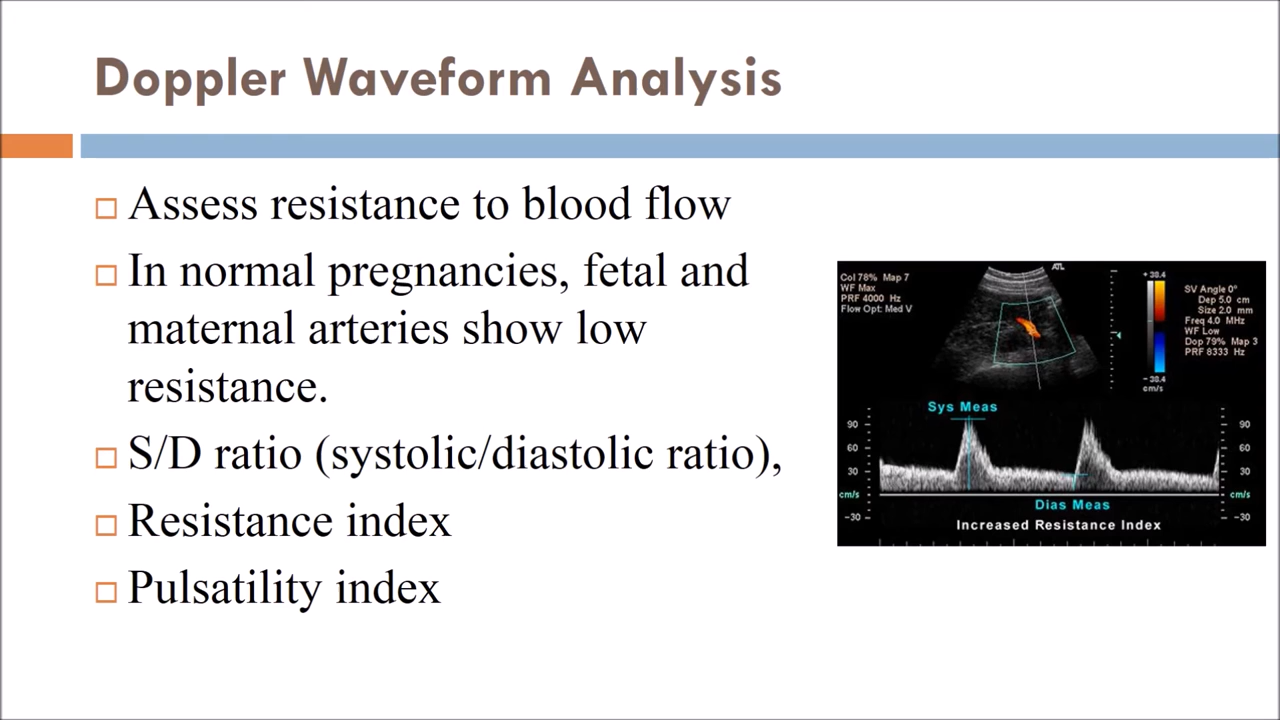 Doppler Waveform Analysis
Assess resistance to blood flow
In normal pregnancies, fetal and
maternal arteries show low
resistance.
S/D ratio (systolic/diastolic ratio),
Resistance index
Pulsatility index
Col 78% Map 7
WF Max
PRF 4000 Hz
Flow Opt: Med V
ATL
+ 38.4
- 38.4
cm/s
SV Angle 0°
Dep 5.0 cm
Size 2.0 mm
Freq 4.0 MHz
WF Low
Dop 79% Map 3
PRF 8333 Hz
Sys Meas
90
60
30
cm/s
-30
90
60
30
cm/s
-30
Dias Meas
Increased Resistance Index